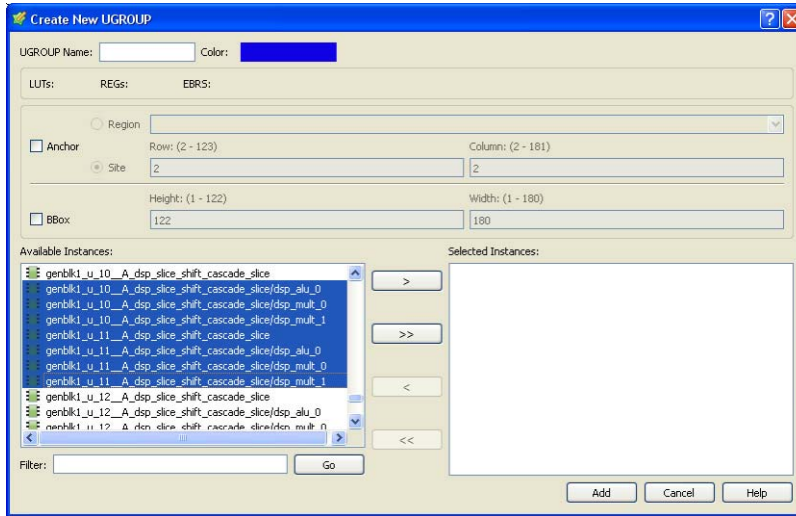 Create New UGROUP
UGROUP Name: Color:
LUTs: REGs: EBRS:
Region
Anchor Row: (2 - 123) Column: (2 - 181)
Site 2 2
Height: (1 - 122) Width: (1 - 180)
BBox 122 180
Available Instances: Selected Instances:
genblk1_u_10__A_dsp_slice_shift_cascade_slice
genblk1_u_10__A_dsp_slice_shift_cascade_slice/dsp_alu_0
genblk1_u_10__A_dsp_slice_shift_cascade_slice/dsp_mult_0
genblk1_u_10__A_dsp_slice_shift_cascade_slice/dsp_mult_1
genblk1_u_11__A_dsp_slice_shift_cascade_slice
genblk1_u_11__A_dsp_slice_shift_cascade_slice/dsp_alu_0
genblk1_u_11__A_dsp_slice_shift_cascade_slice/dsp_mult_0
genblk1_u_11__A_dsp_slice_shift_cascade_slice/dsp_mult_1
genblk1_u_12__A_dsp_slice_shift_cascade_slice
genblk1_u_12__A_dsp_slice_shift_cascade_slice/dsp_alu_0
genblk1_u_12__A_dsp_slice_shift_cascade_slice/dsp_mult_0
>
>>
<
<<
Filter: Go
Add Cancel Help